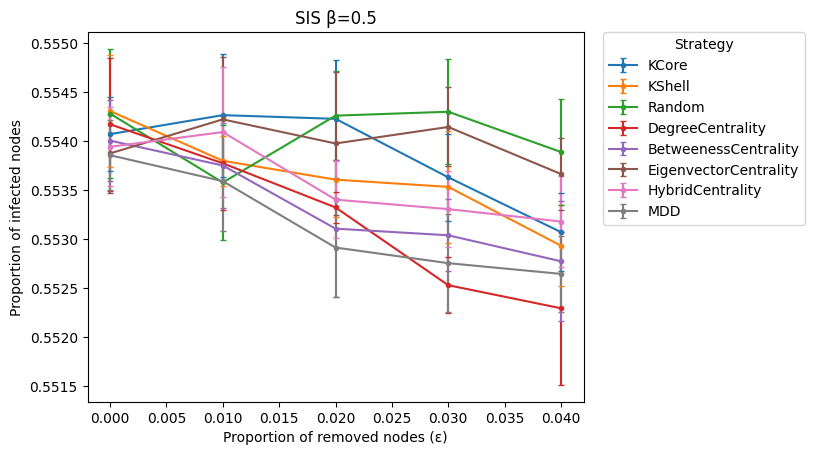 SIS β=0.5
Proportion of infected nodes
0.5550
0.5545
0.5540
0.5535
0.5530
0.5525
0.5520
0.5515
0.000
0.005
0.010
0.015
0.020
0.025
0.030
0.035
0.040
Proportion of removed nodes (ε)
Strategy
KCore
KShell
Random
DegreeCentrality
BetweenessCentrality
EigenvectorCentrality
HybridCentrality
MDD